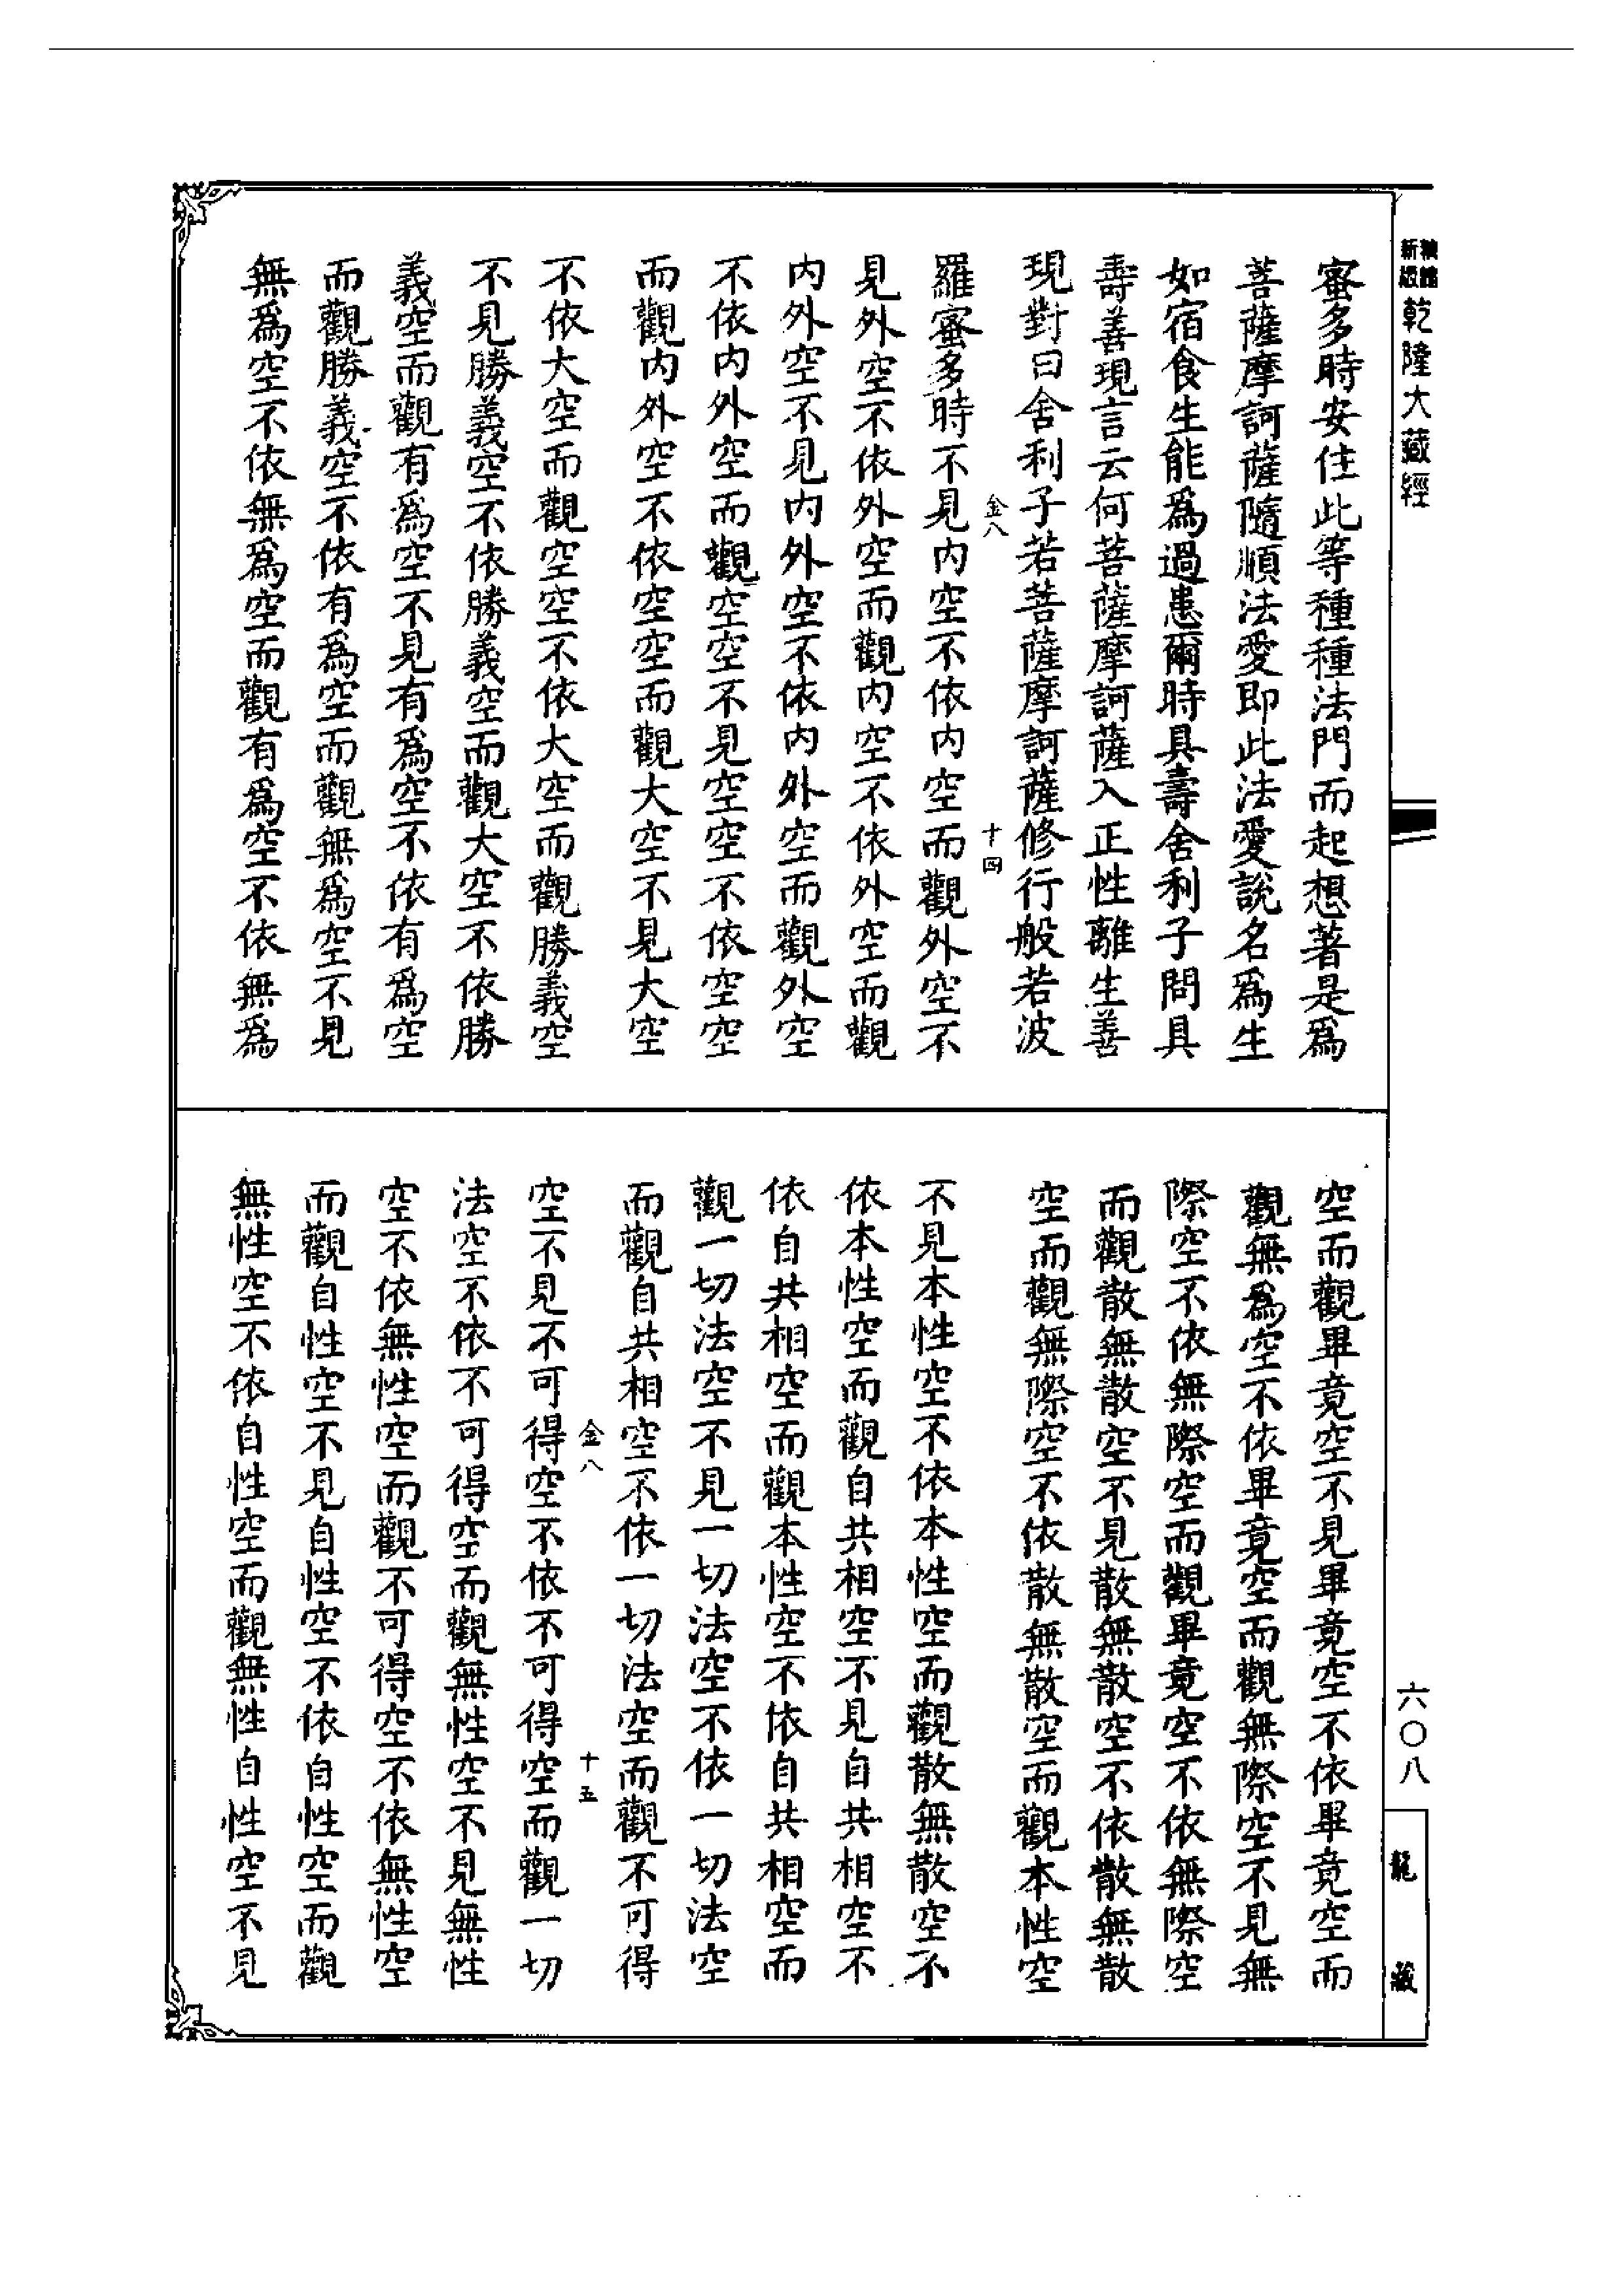 乾隆大藏經
蜜多時安住此等種種法門而起想著是為
菩薩摩訶薩隨順法愛即此法愛說名為生
如宿食生能為過患爾時具壽舍利子問具
壽善現言云何菩薩摩訶薩入正性離生善
現對曰舍利子若菩薩摩訶薩修行般若波
金八 十四
羅蜜多時不見内空不依内空而觀外空不
見外空不依外空而觀内空不依外空而觀
内外空不見内外空不依内外空而觀外空
不依内外空而觀空空不見空空不依空空
而觀内外空不依空空而觀大空不見大空
不依大空而觀空空不依大空而觀勝義空
不見勝義空不依勝義空而觀大空不依勝
義空而觀有為空不見有為空不依有為空
而觀勝義空不依有為空而觀無為空不見
無為空不依無為空而觀有為空不依無為
空而觀畢竟空不見畢竟空不依畢竟空而
觀無為空不依畢竟空而觀無際空不見無
際空不依無際空而觀畢竟空不依無際空
而觀散無散空不見散無散空不依散無散
空而觀無際空不依散無散空而觀本性空
不見本性空不依本性空而觀散無散空不
依本性空而觀自共相空不見自共相空不
依自共相空而觀本性空不依自共相空而
觀一切法空不見一切法空不依一切法空
而觀自共相空不依一切法空而觀不可得
金八 十五
空不見不可得空不依不可得空而觀一切
法空不依不可得空而觀無性空不見無性
空不依無性空而觀不可得空不依無性空
而觀自性空不見自性空不依自性空而觀
無性空不依自性空而觀無性自性空不見
六〇八
龍藏